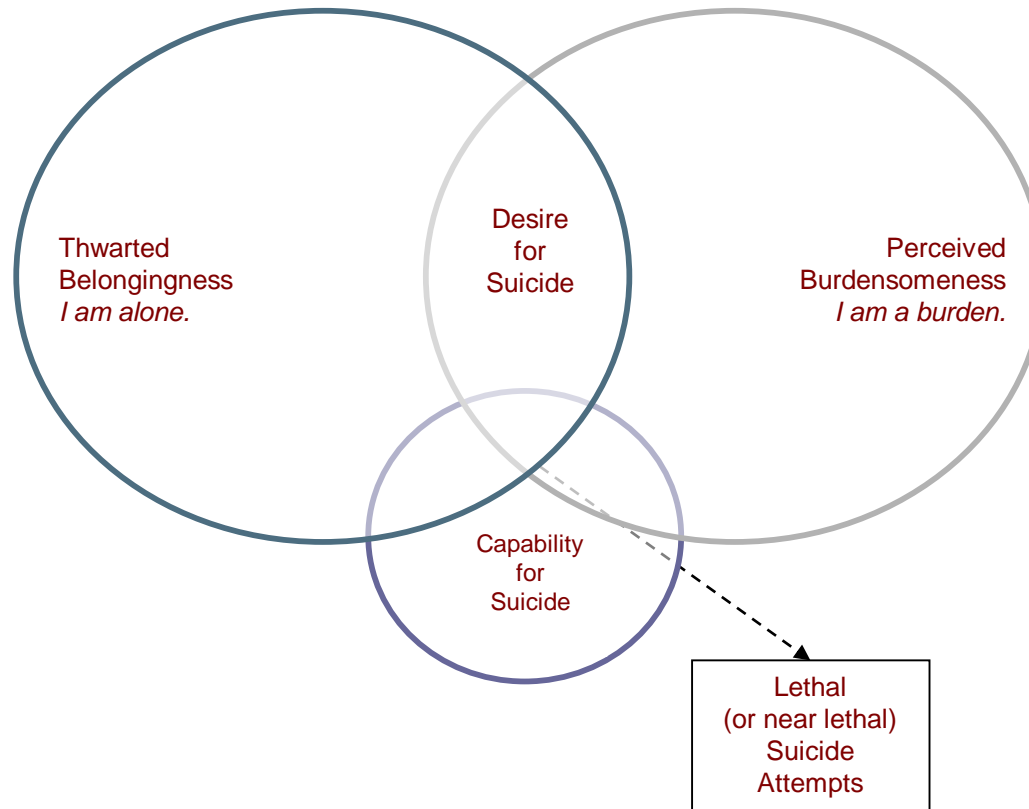 Thwarted
Belongingness
I am alone.
Desire
for
Suicide
Perceived
Burdensomeness
I am a burden.
Capability
for
Suicide
Lethal
(or near lethal)
Suicide
Attempts